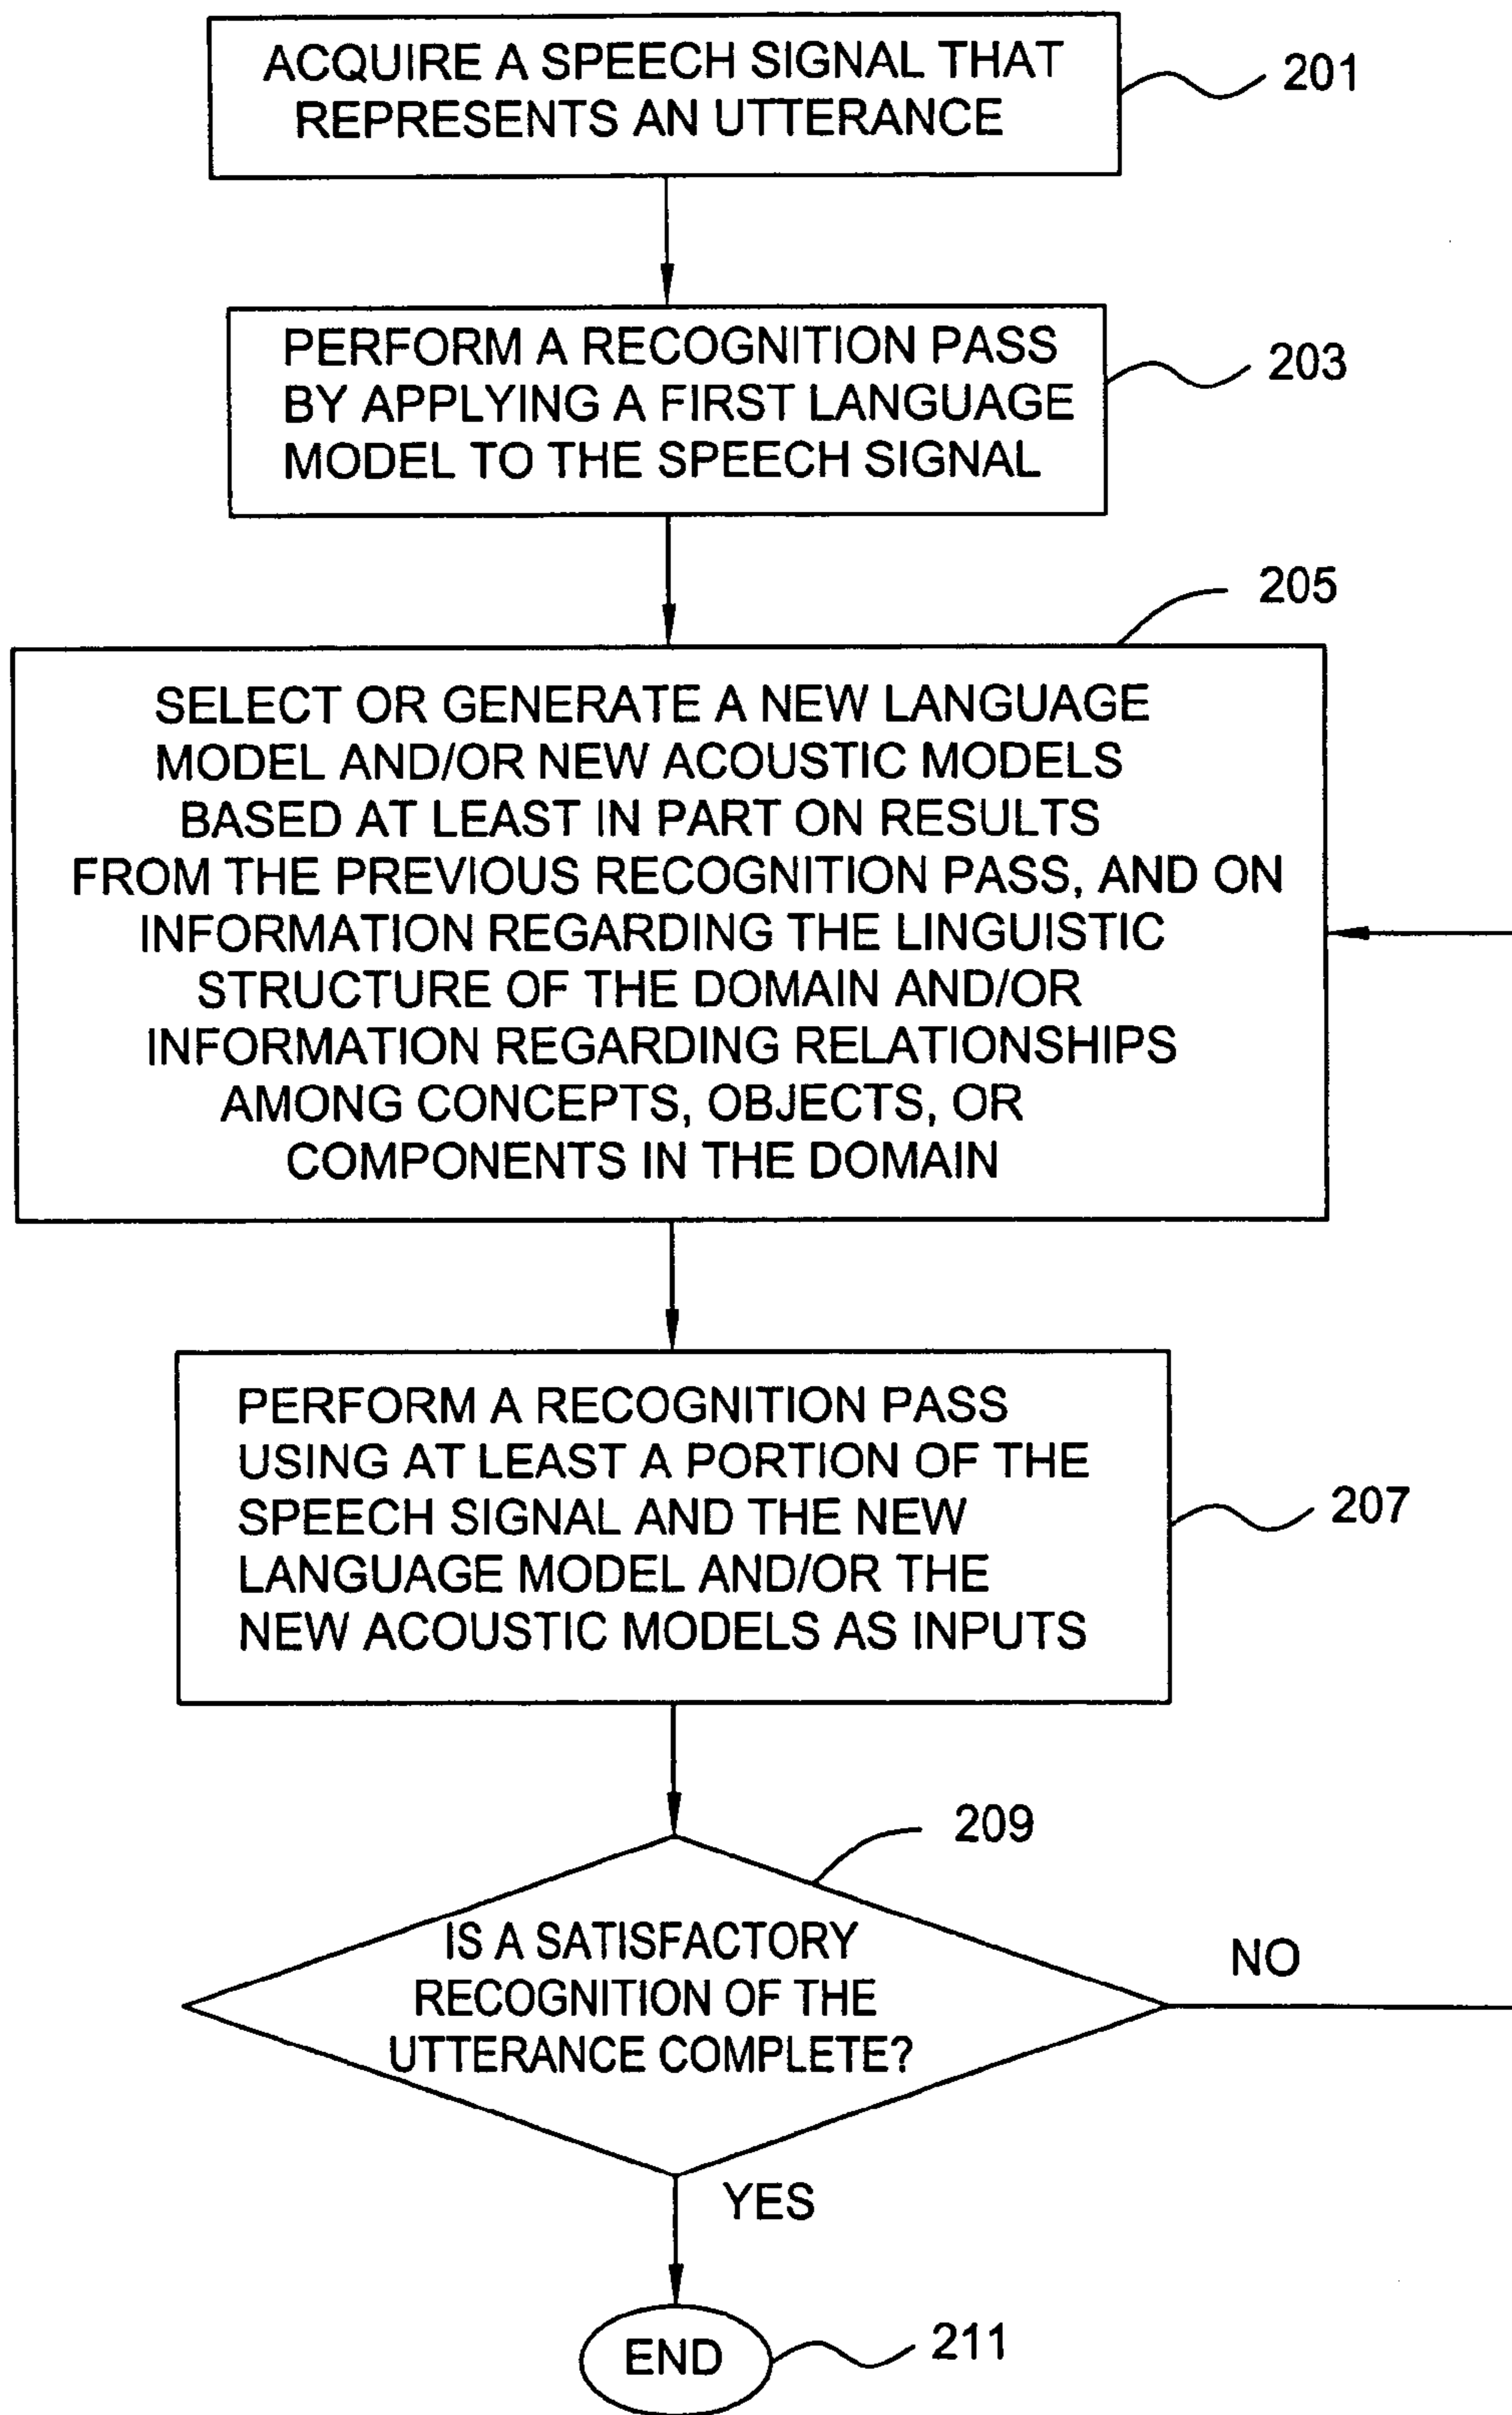 ACQUIRE A SPEECH SIGNAL THAT
REPRESENTS AN UTTERANCE
201
PERFORM A RECOGNITION PASS
BY APPLYING A FIRST LANGUAGE
MODEL TO THE SPEECH SIGNAL
203
205
SELECT OR GENERATE A NEW LANGUAGE
MODEL AND/OR NEW ACOUSTIC MODELS
BASED AT LEAST IN PART ON RESULTS
FROM THE PREVIOUS RECOGNITION PASS, AND ON
INFORMATION REGARDING THE LINGUISTIC
STRUCTURE OF THE DOMAIN AND/OR
INFORMATION REGARDING RELATIONSHIPS
AMONG CONCEPTS, OBJECTS, OR
COMPONENTS IN THE DOMAIN
PERFORM A RECOGNITION PASS
USING AT LEAST A PORTION OF THE
SPEECH SIGNAL AND THE NEW
LANGUAGE MODEL AND/OR THE
NEW ACOUSTIC MODELS AS INPUTS
207
209
IS A SATISFACTORY
RECOGNITION OF THE
UTTERANCE COMPLETE?
NO
YES
END
211